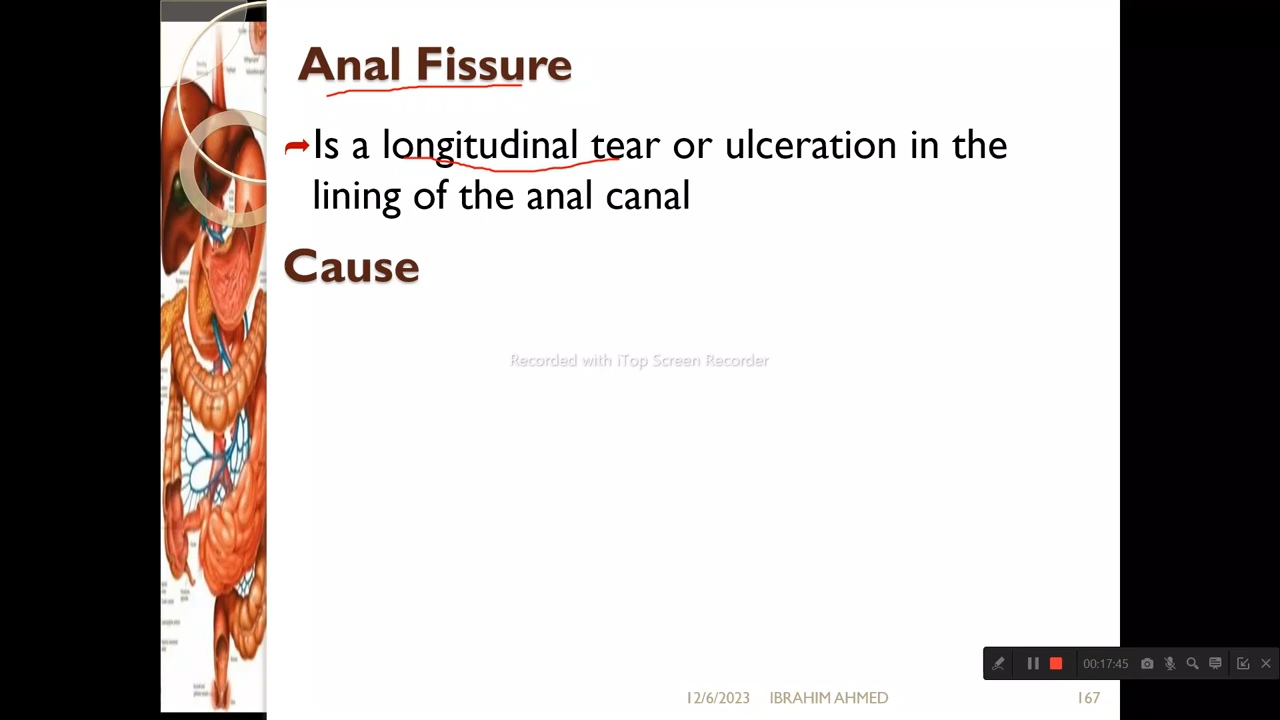 Anal Fissure
Is a longitudinal tear or ulceration in the
lining of the anal canal
Cause
Recorded with iTop Screen Recorder
00:17:45
12/6/2023 IBRAHIM AHMED 167